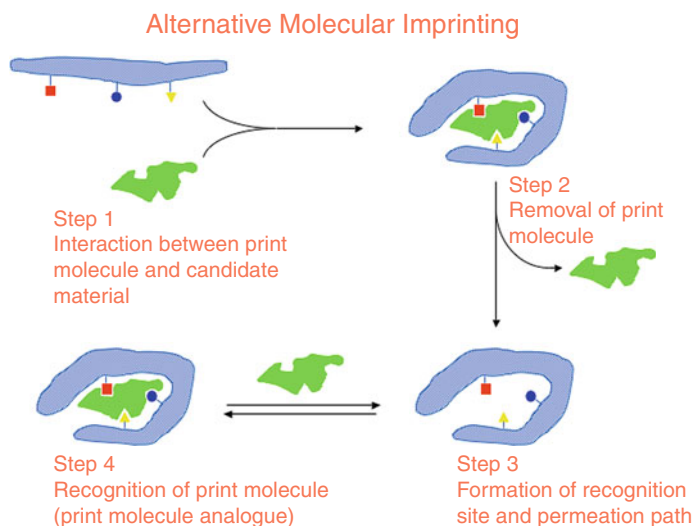 Alternative Molecular Imprinting
Step 1
Interaction between print
molecule and candidate
material
Step 2
Removal of print
molecule
Step 4
Recognition of print molecule
(print molecule analogue)
Step 3
Formation of recognition
site and permeation path